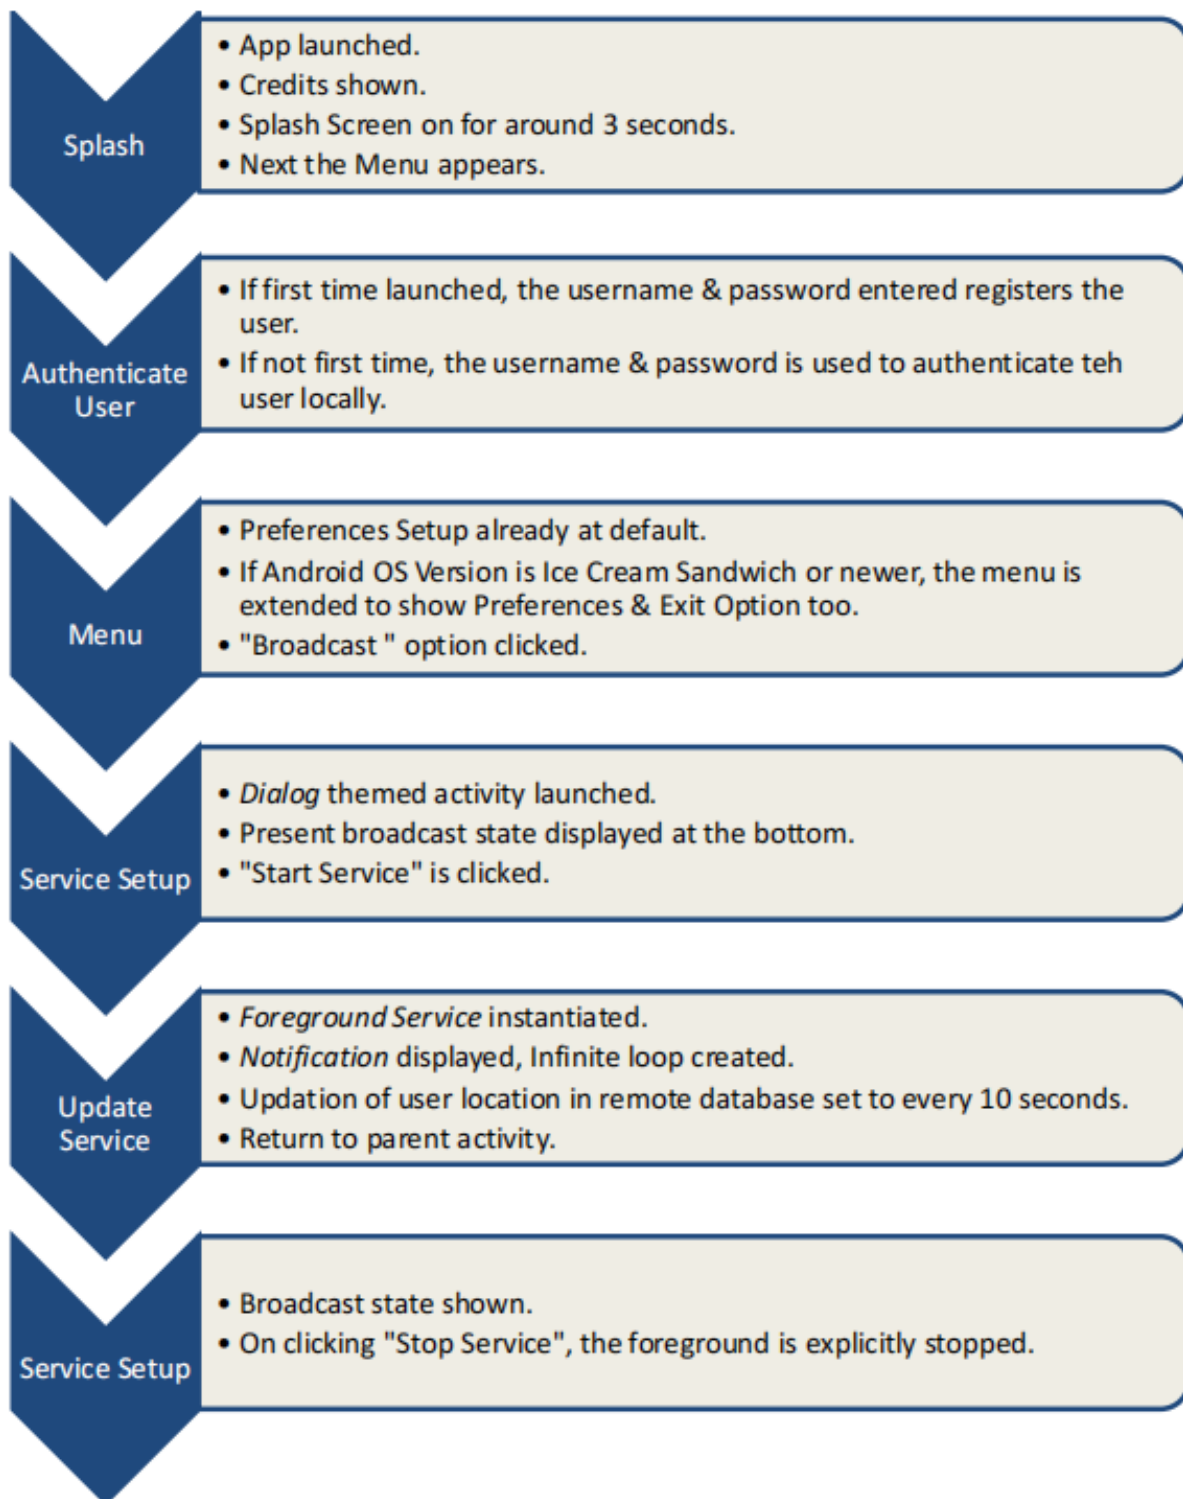 Splash
• App launched.
• Credits shown.
• Splash Screen on for around 3 seconds.
• Next the Menu appears.
Authenticate
User
• If first time launched, the username & password entered registers the
user.
• If not first time, the username & password is used to authenticate teh
user locally.
Menu
• Preferences Setup already at default.
• If Android OS Version is Ice Cream Sandwich or newer, the menu is
extended to show Preferences & Exit Option too.
• "Broadcast " option clicked.
Service Setup
• Dialog themed activity launched.
• Present broadcast state displayed at the bottom.
• "Start Service" is clicked.
Update
Service
• Foreground Service instantiated.
• Notification displayed, Infinite loop created.
• Updation of user location in remote database set to every 10 seconds.
• Return to parent activity.
Service Setup
• Broadcast state shown.
• On clicking "Stop Service", the foreground is explicitly stopped.